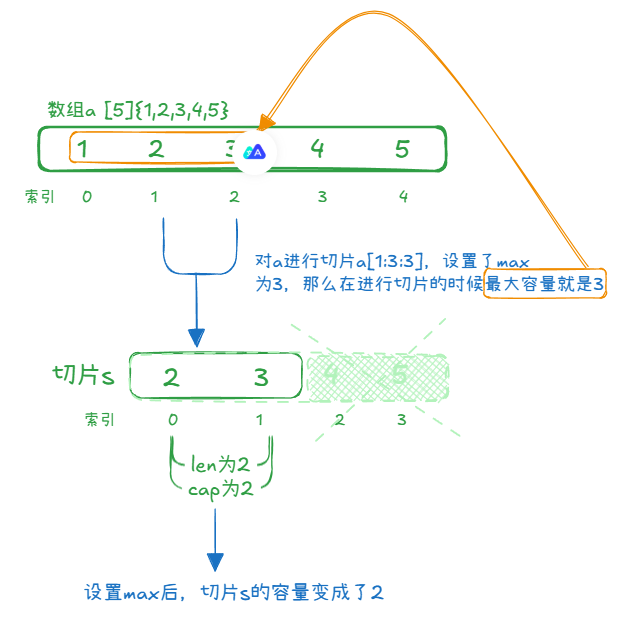 数组a [5]{1,2,3,4,5}
1 2 3 4 5
索引 0 1 2 3 4
对a进行切片a[1:3:3],设置了max
为3,那么在进行切片的时候最大容量就是3
切片s 2 3 4 5
索引 0 1 2 3
len为2
cap为2
设置max后,切片s的容量变成了2